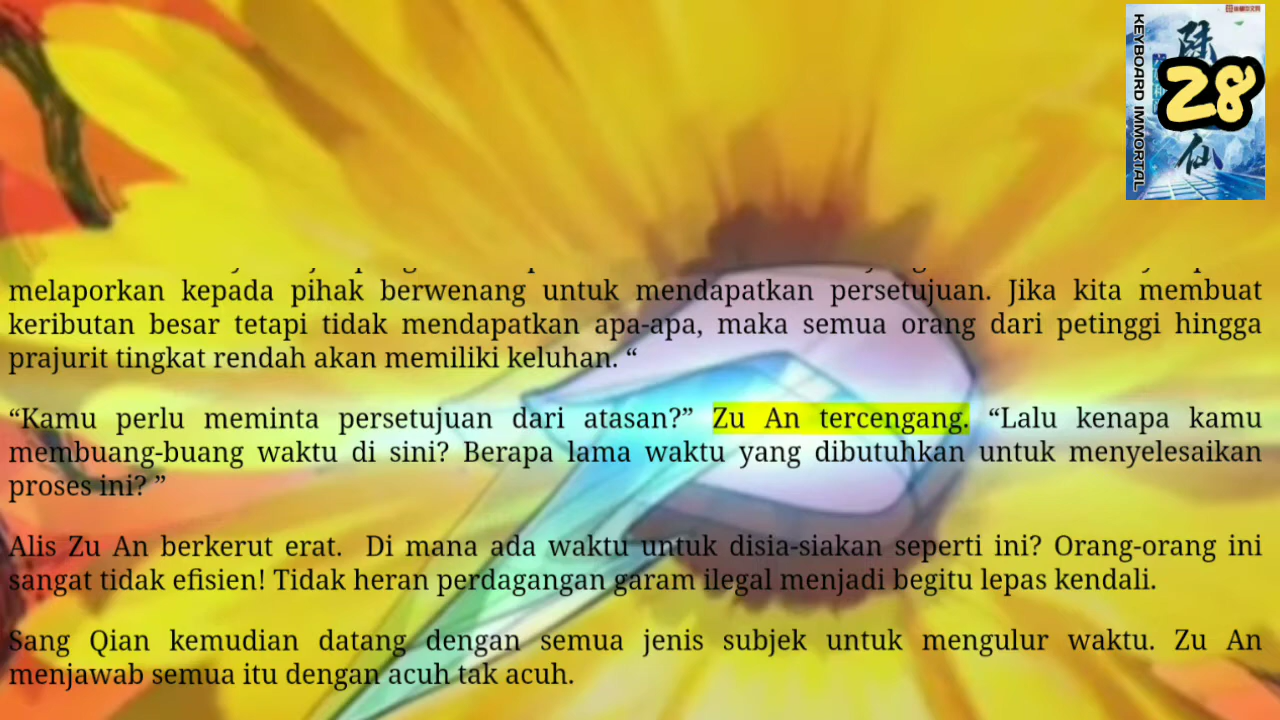 KEYBOARD IMMORTAL
陸
28
仙
melaporkan kepada pihak berwenang untuk mendapatkan persetujuan. Jika kita membuat
keributan besar tetapi tidak mendapatkan apa-apa, maka semua orang dari petinggi hingga
prajurit tingkat rendah akan memiliki keluhan. “
“Kamu perlu meminta persetujuan dari atasan?” Zu An tercengang. “Lalu kenapa kamu
membuang-buang waktu di sini? Berapa lama waktu yang dibutuhkan untuk menyelesaikan
proses ini? ”
Alis Zu An berkerut erat.  Di mana ada waktu untuk disia-siakan seperti ini? Orang-orang ini
sangat tidak efisien! Tidak heran perdagangan garam ilegal menjadi begitu lepas kendali.
Sang Qian kemudian datang dengan semua jenis subjek untuk mengulur waktu. Zu An
menjawab semua itu dengan acuh tak acuh.